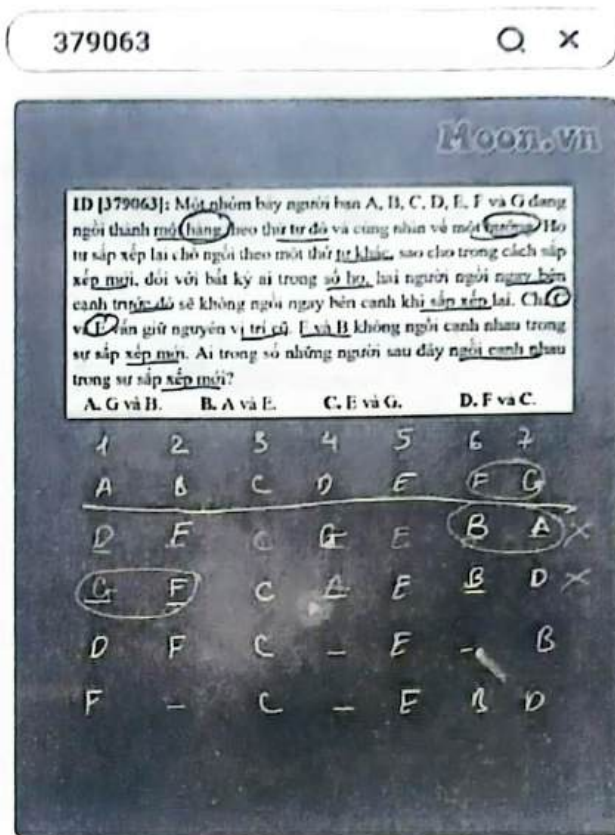 379063
Moon.vn
ID [379063]: Một nhóm bảy người bạn A, B, C, D, E, F và G đang
ngồi thành một hàng theo thứ tự đó và cùng nhìn về một hướng. Họ
tự sắp xếp lại chỗ ngồi theo một thứ tự khác, sao cho trong cách sắp
xếp mới, đối với bất kỳ ai trong số họ, hai người ngồi ngay bên
cạnh trước đó sẽ không ngồi ngay bên cạnh khi sắp xếp lại. Chỉ C
và E vẫn giữ nguyên vị trí cũ. và B không ngồi cạnh nhau trong
sự sắp xếp mới. Ai trong số những người sau đây ngồi cạnh nhau
trong sự sắp xếp mới?
A. G và B. B. A và E. C. E và G. D. F và C.
1 2 3 4 5 6 7
A B C D E F G
D F C G E B A X
G F C A E B D X
D F C _ E _ B
F _ C _ E B D